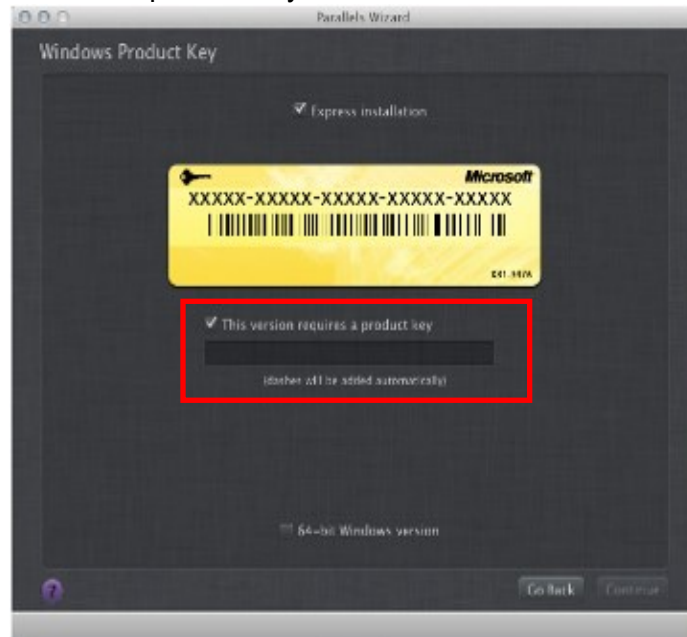 Parallels Wizard
Windows Product Key
Express installation
Microsoft
XXXXX-XXXXX-XXXXX-XXXXX-XXXXX
This version requires a product key
(dashes will be added automatically)
64-bit Windows version
?
Go Back Continue